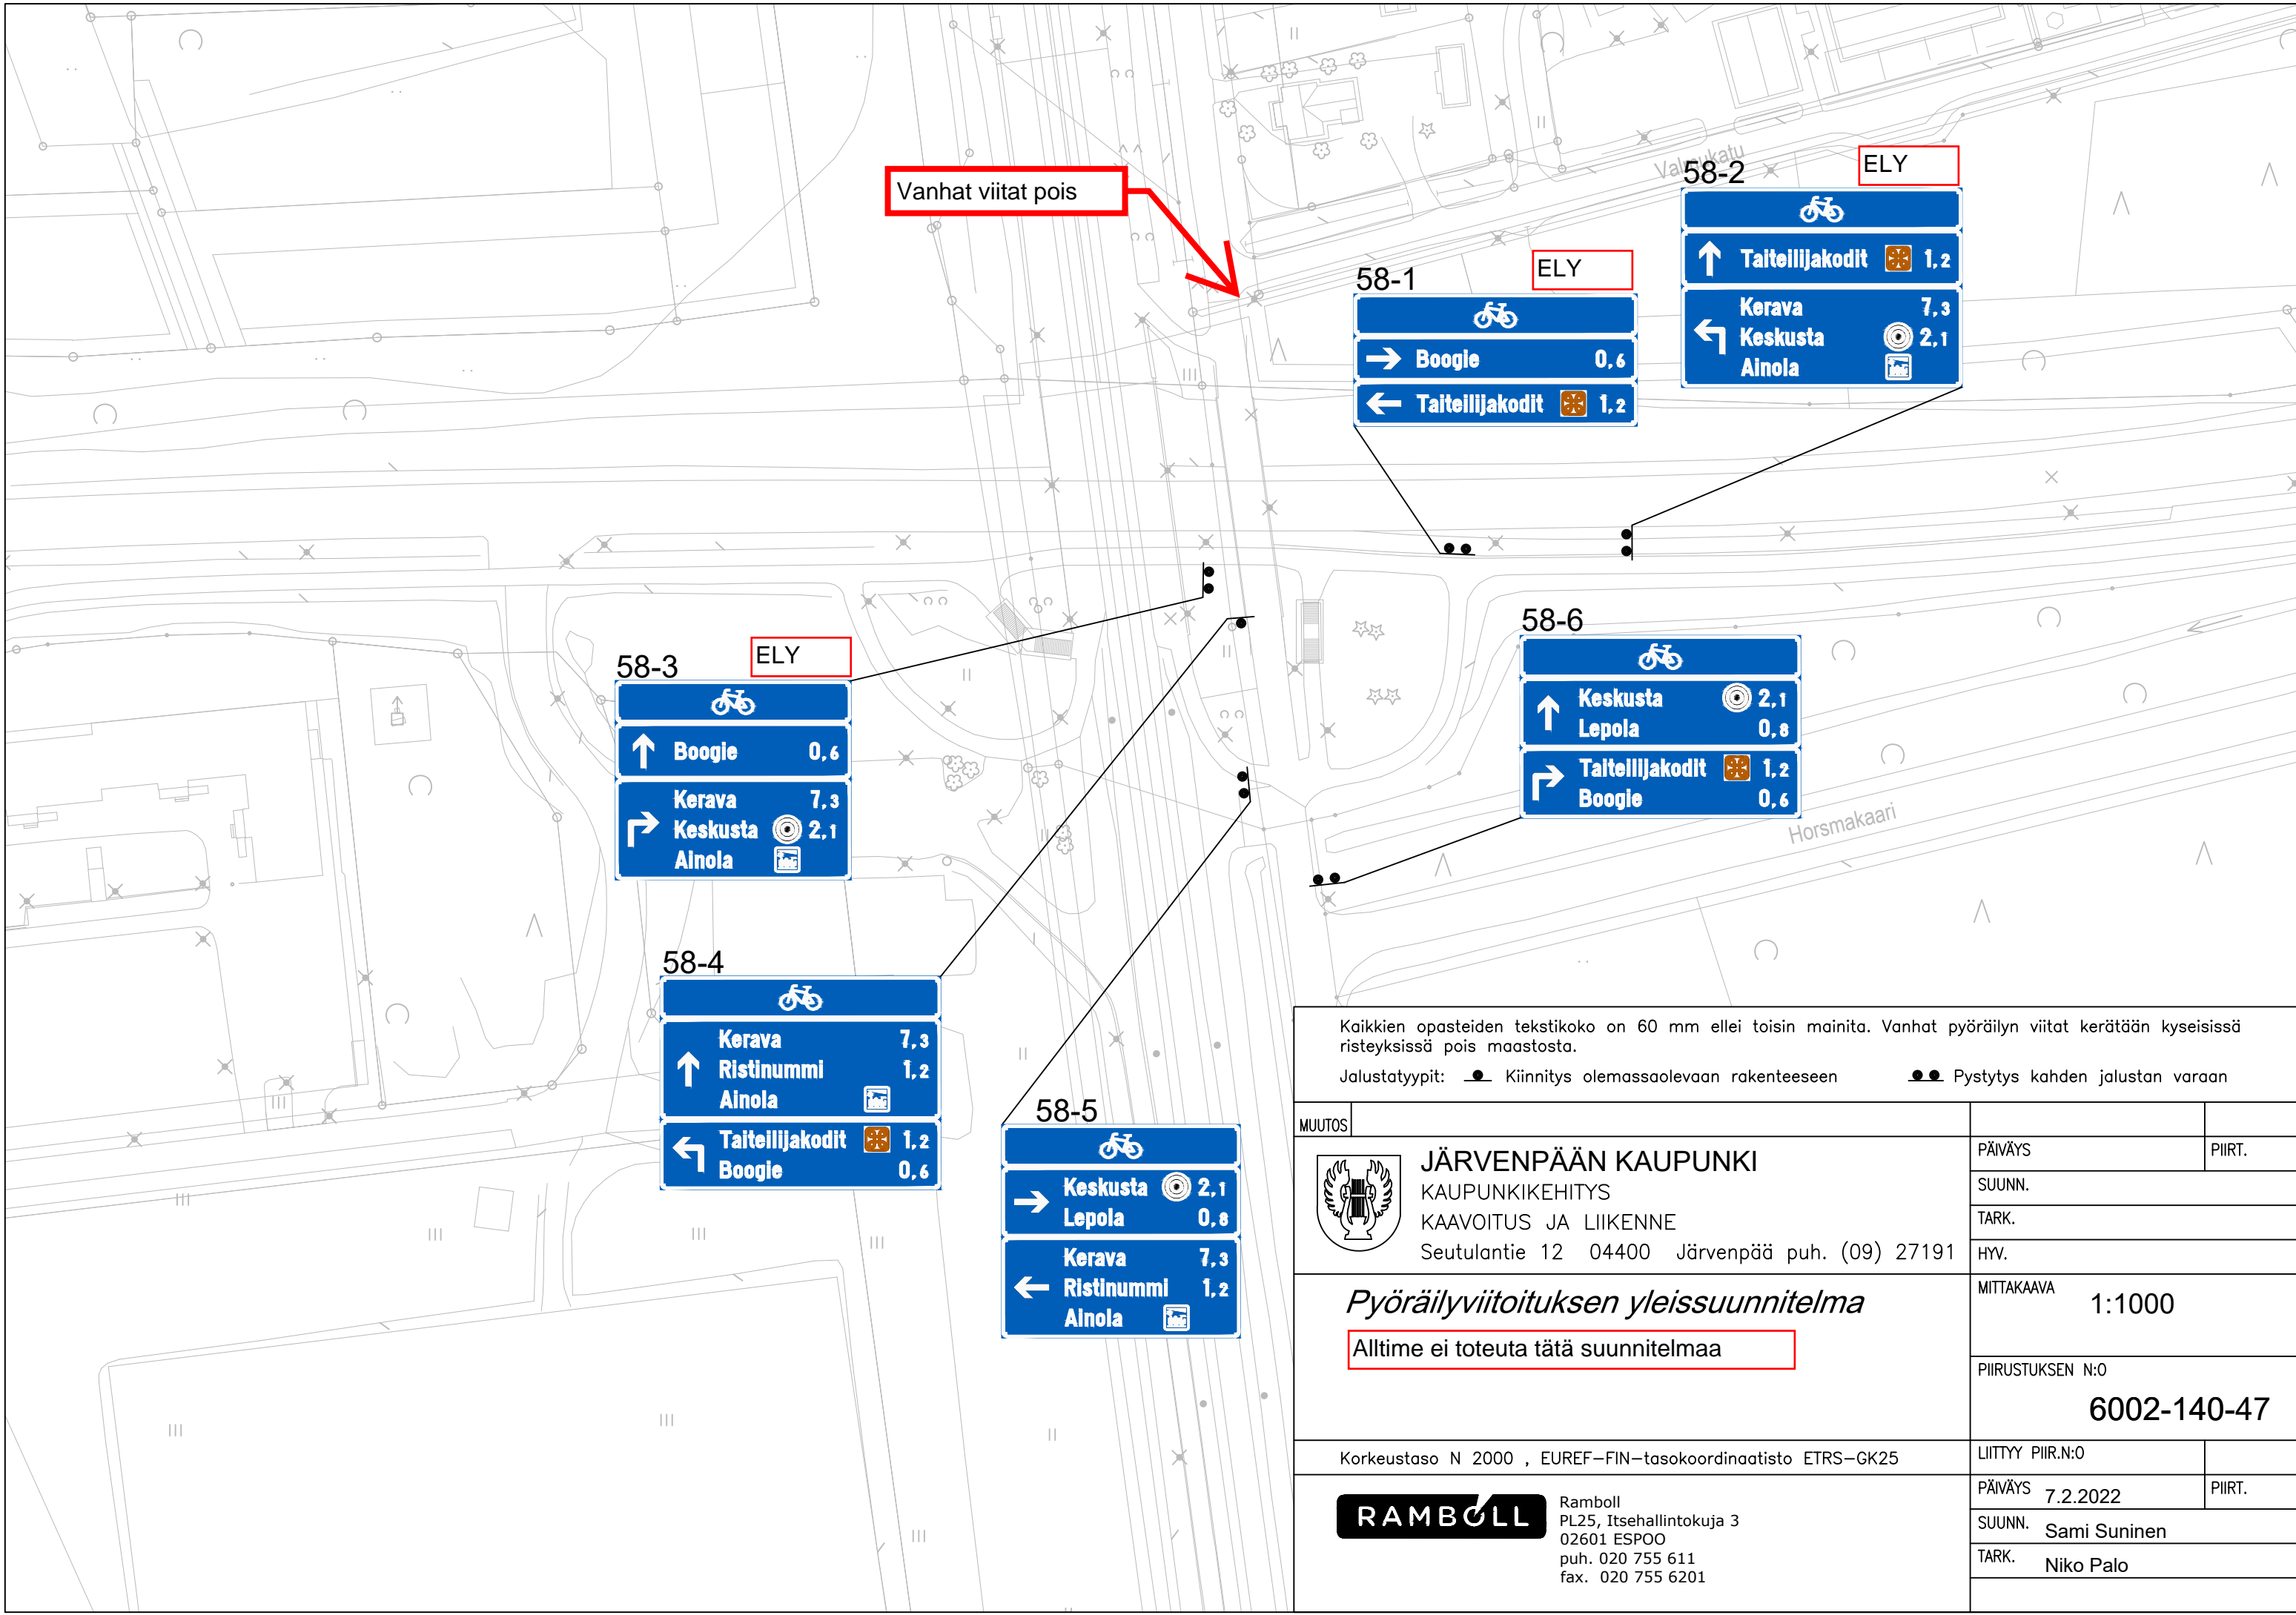 Vanhat viitat pois
Valmukatu
58-2
ELY
Taiteilijakodit 1,2
Kerava 7,3
Keskusta 2,1
Ainola
58-1
ELY
Boogie 0,6
Taiteilijakodit 1,2
58-3
ELY
Boogie 0,6
Kerava 7,3
Keskusta 2,1
Ainola
58-6
Keskusta 2,1
Lepola 0,8
Taiteilijakodit 1,2
Boogie 0,6
Horsmakaari
58-4
Kerava 7,3
Ristinummi 1,2
Ainola
Taiteilijakodit 1,2
Boogie 0,6
58-5
Keskusta 2,1
Lepola 0,8
Kerava 7,3
Ristinummi 1,2
Ainola
Kaikkien opasteiden tekstikoko on 60 mm ellei toisin mainita. Vanhat pyöräilyn viitat kerätään kyseisissä
risteyksissä pois maastosta.
Jalustatyypit: Kiinnitys olemassaolevaan rakenteeseen Pystytys kahden jalustan varaan
MUUTOS
JÄRVENPÄÄN KAUPUNKI
KAUPUNKIKEHITYS
KAAVOITUS JA LIIKENNE
Seutulantie 12 04400 Järvenpää puh. (09) 27191
PÄIVÄYS PIIRT.
SUUNN.
TARK.
HYV.
Pyöräilyviitoituksen yleissuunnitelma
Alltime ei toteuta tätä suunnitelmaa
MITTAKAAVA
1:1000
PIIRUSTUKSEN N:O
6002-140-47
Korkeustaso N 2000 , EUREF-FIN-tasokoordinaatisto ETRS-GK25
LIITTYY PIIR.N:O
RAMBOLL
Ramboll
PL25, Itsehallintokuja 3
02601 ESPOO
puh. 020 755 611
fax. 020 755 6201
PÄIVÄYS 7.2.2022 PIIRT.
SUUNN. Sami Suninen
TARK. Niko Palo